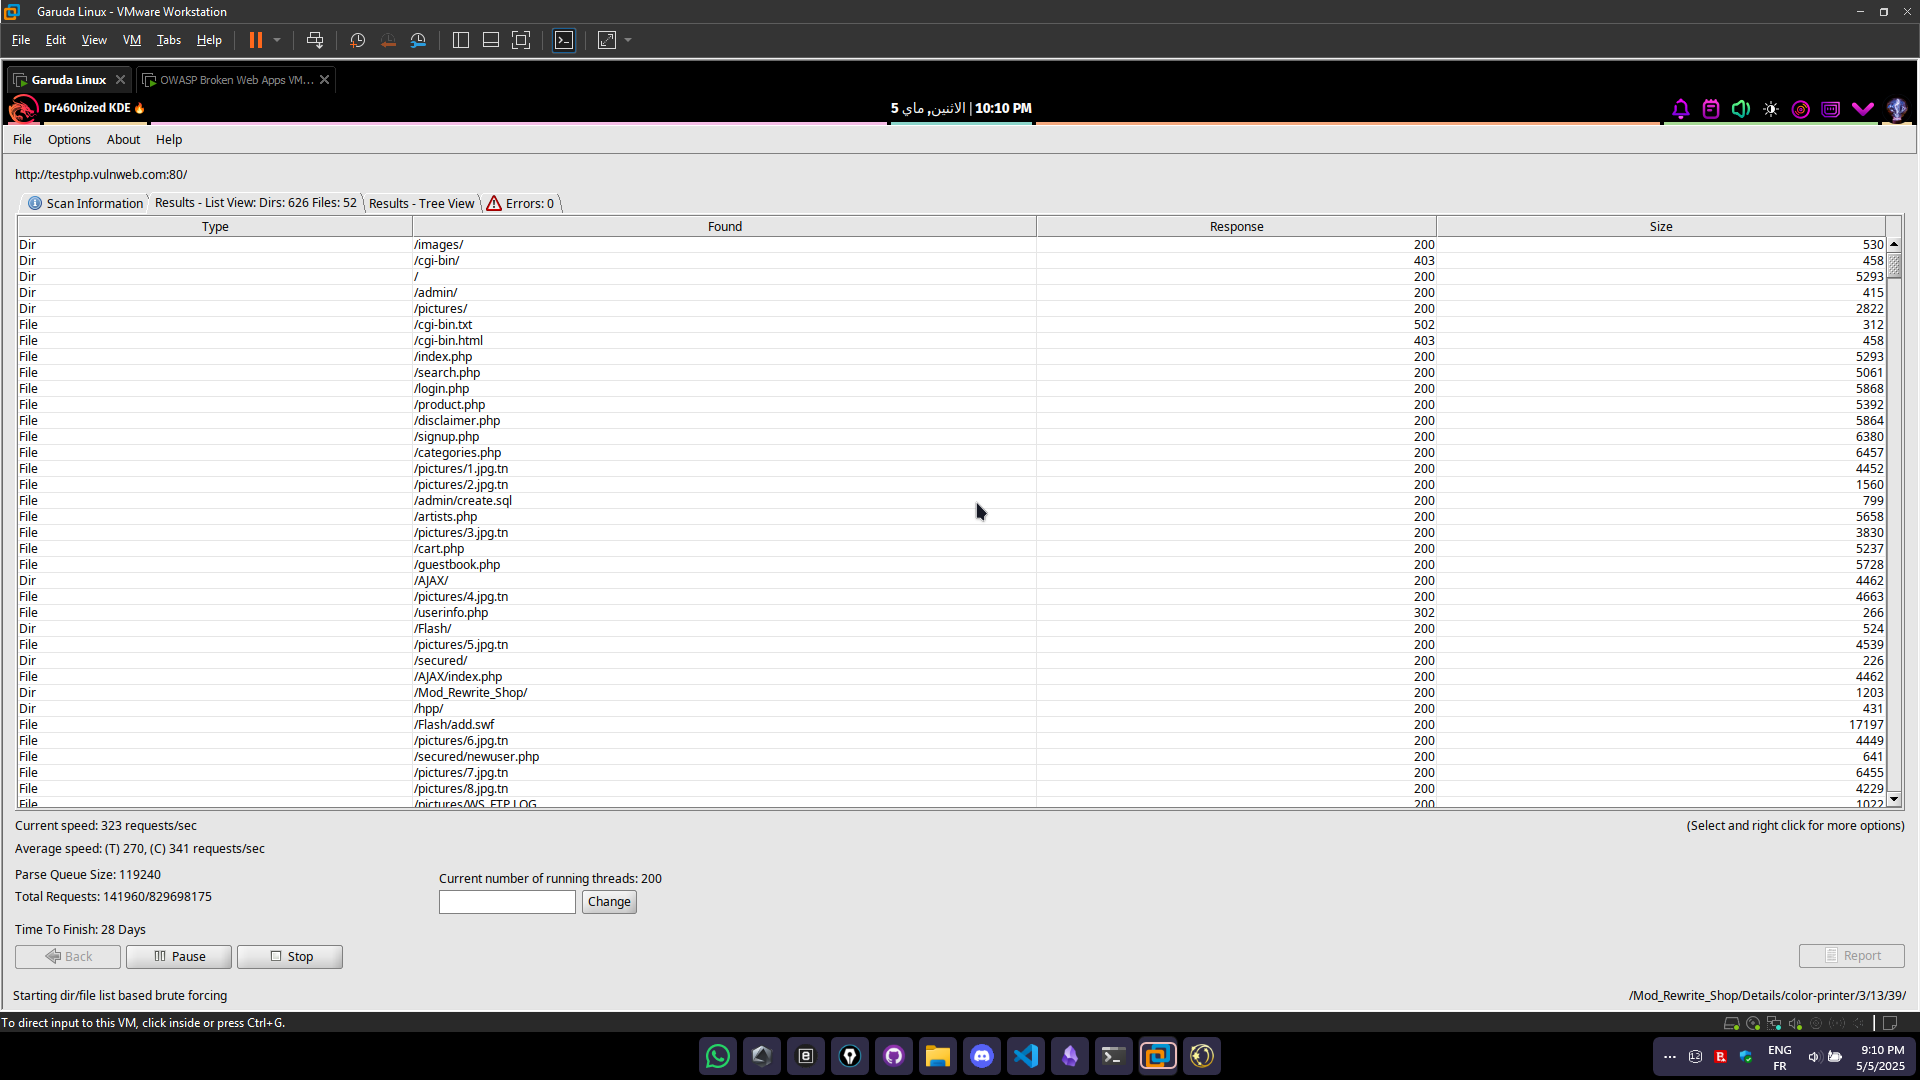 Garuda Linux - VMware Workstation
File Edit View VM Tabs Help
Garuda Linux OWASP Broken Web Apps VM...
Dr460nized KDE
الاثنين, ماي 5 | 10:10 PM
File Options About Help
http://testphp.vulnweb.com:80/
Scan Information Results - List View: Dirs: 626 Files: 52 Results - Tree View Errors: 0
Type Found Response Size
Dir /images/ 200 530
Dir /cgi-bin/ 403 458
Dir / 200 5293
Dir /admin/ 200 415
Dir /pictures/ 200 2822
File /cgi-bin.txt 502 312
File /cgi-bin.html 403 458
File /index.php 200 5293
File /search.php 200 5061
File /login.php 200 5868
File /product.php 200 5392
File /disclaimer.php 200 5864
File /signup.php 200 6380
File /categories.php 200 6457
File /pictures/1.jpg.tn 200 4452
File /pictures/2.jpg.tn 200 1560
File /admin/create.sql 200 799
File /artists.php 200 5658
File /pictures/3.jpg.tn 200 3830
File /cart.php 200 5237
File /guestbook.php 200 5728
Dir /AJAX/ 200 4462
File /pictures/4.jpg.tn 200 4663
File /userinfo.php 302 266
Dir /Flash/ 200 524
File /pictures/5.jpg.tn 200 4539
Dir /secured/ 200 226
File /AJAX/index.php 200 4462
Dir /Mod_Rewrite_Shop/ 200 1203
Dir /hpp/ 200 431
File /Flash/add.swf 200 17197
File /pictures/6.jpg.tn 200 4449
File /secured/newuser.php 200 641
File /pictures/7.jpg.tn 200 6455
File /pictures/8.jpg.tn 200 4229
File /pictures/WS_FTP.LOG 200 1022
Current speed: 323 requests/sec (Select and right click for more options)
Average speed: (T) 270, (C) 341 requests/sec
Parse Queue Size: 119240
Current number of running threads: 200
Total Requests: 141960/829698175
Change
Time To Finish: 28 Days
Back Pause Stop Report
Starting dir/file list based brute forcing /Mod_Rewrite_Shop/Details/color-printer/3/13/39/
To direct input to this VM, click inside or press Ctrl+G.
ENG
FR
9:10 PM
5/5/2025